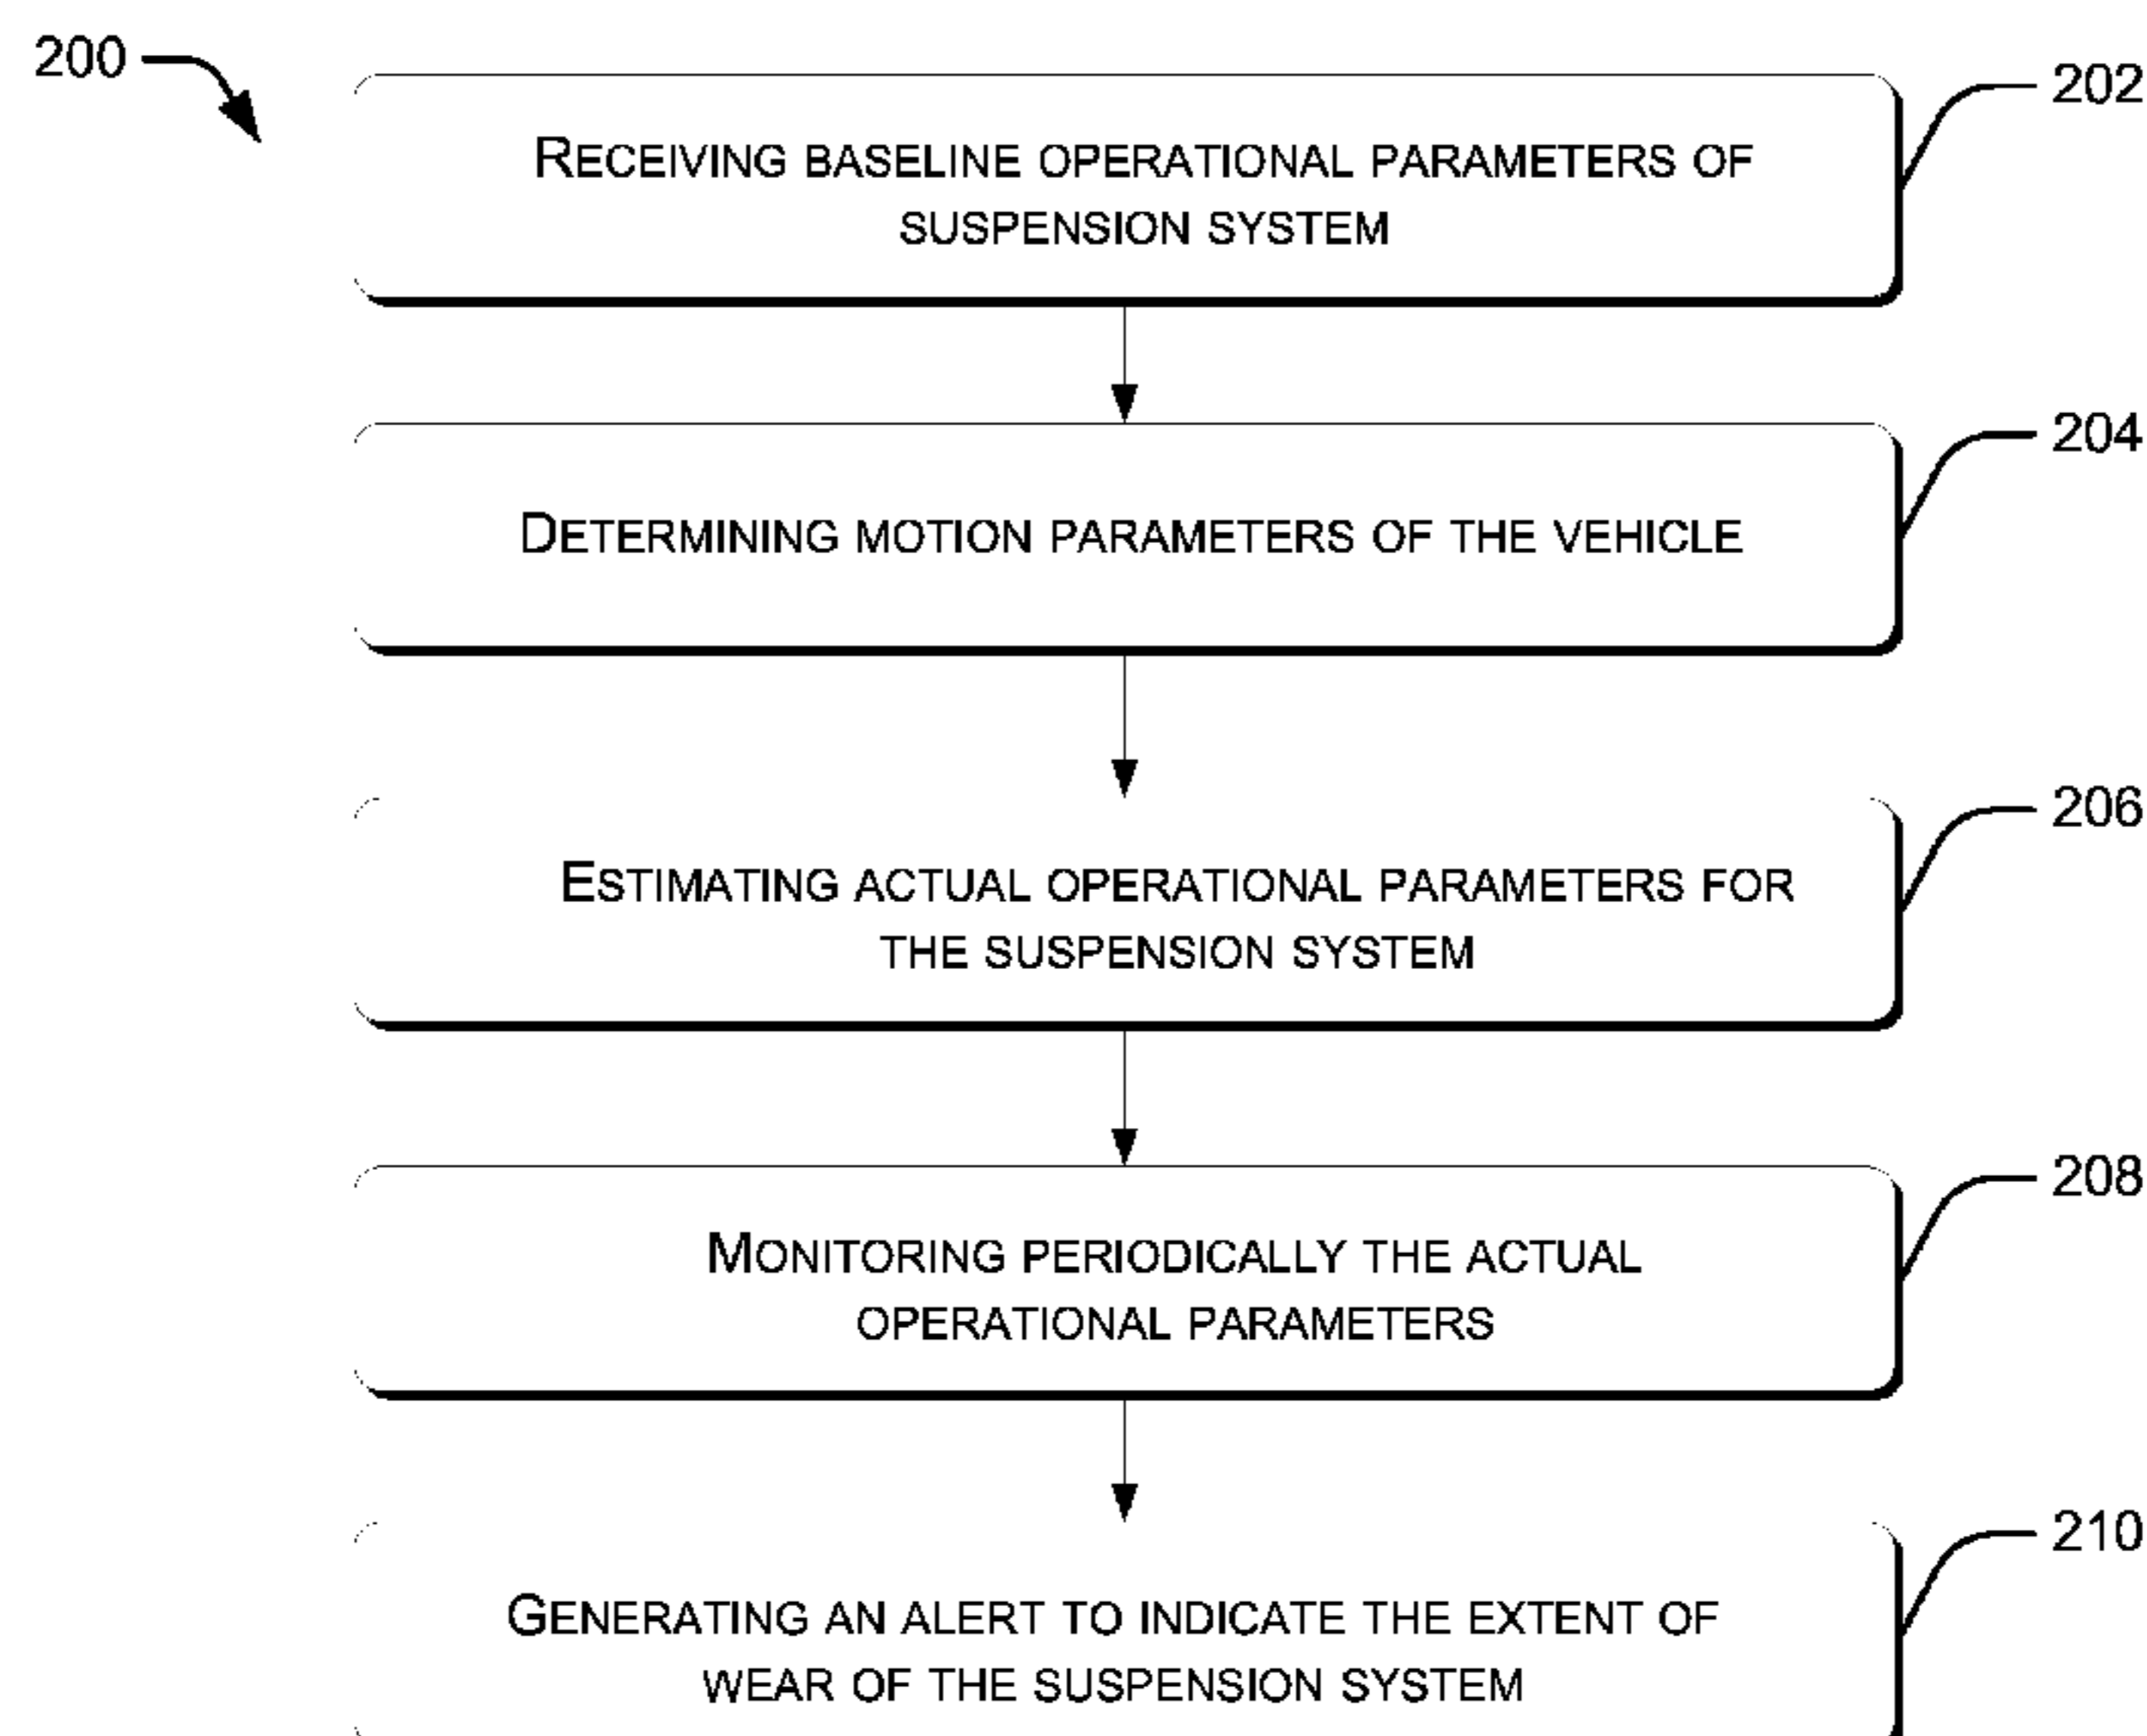 200
202
RECEIVING BASELINE OPERATIONAL PARAMETERS OF
SUSPENSION SYSTEM
204
DETERMINING MOTION PARAMETERS OF THE VEHICLE
206
ESTIMATING ACTUAL OPERATIONAL PARAMETERS FOR
THE SUSPENSION SYSTEM
208
MONITORING PERIODICALLY THE ACTUAL
OPERATIONAL PARAMETERS
210
GENERATING AN ALERT TO INDICATE THE EXTENT OF
WEAR OF THE SUSPENSION SYSTEM